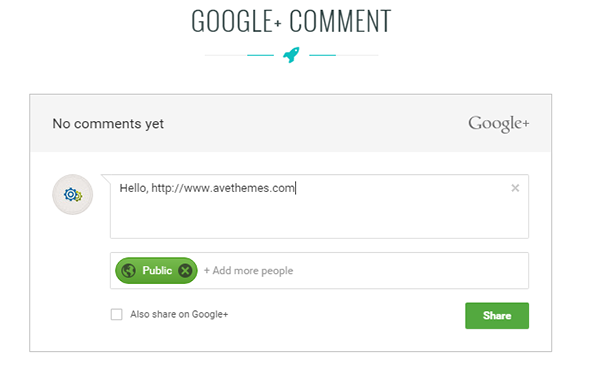 GOOGLE+ COMMENT
No comments yet
Google+
Hello, http://www.avethemes.com
Public
+ Add more people
Also share on Google+
Share